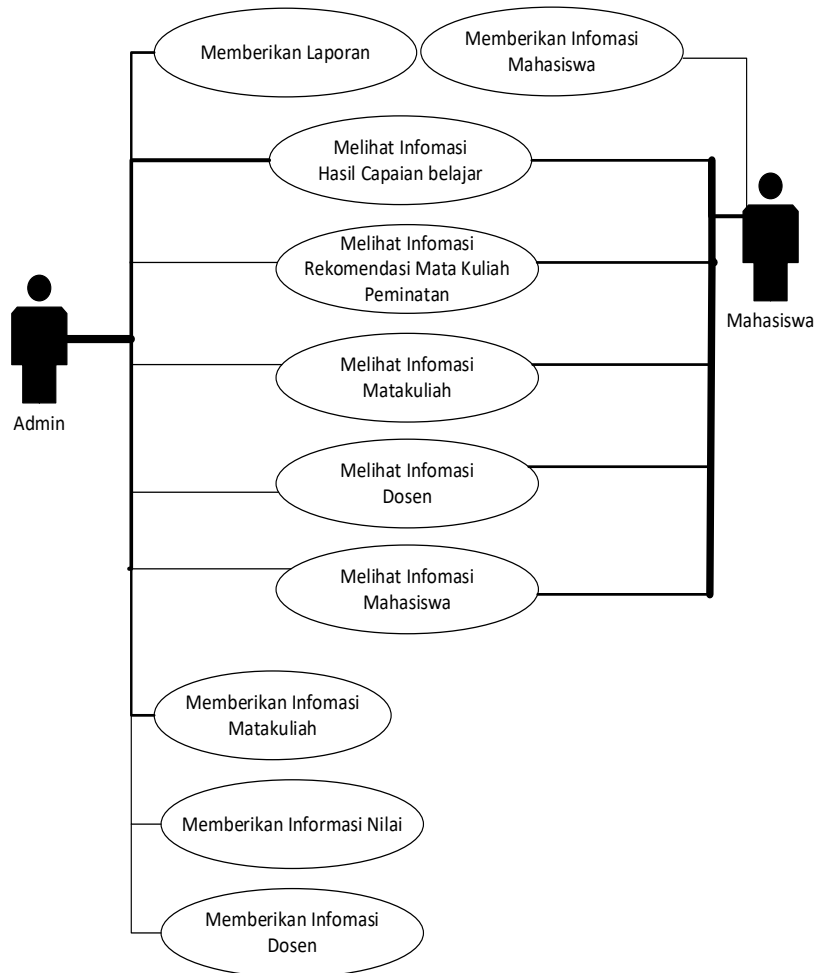 Memberikan Laporan
Memberikan Infomasi
Mahasiswa
Melihat Infomasi
Hasil Capaian belajar
Melihat Infomasi
Rekomendasi Mata Kuliah
Peminatan
Mahasiswa
Melihat Infomasi
Matakuliah
Admin
Melihat Infomasi
Dosen
Melihat Infomasi
Mahasiswa
Memberikan Infomasi
Matakuliah
Memberikan Informasi Nilai
Memberikan Infomasi
Dosen